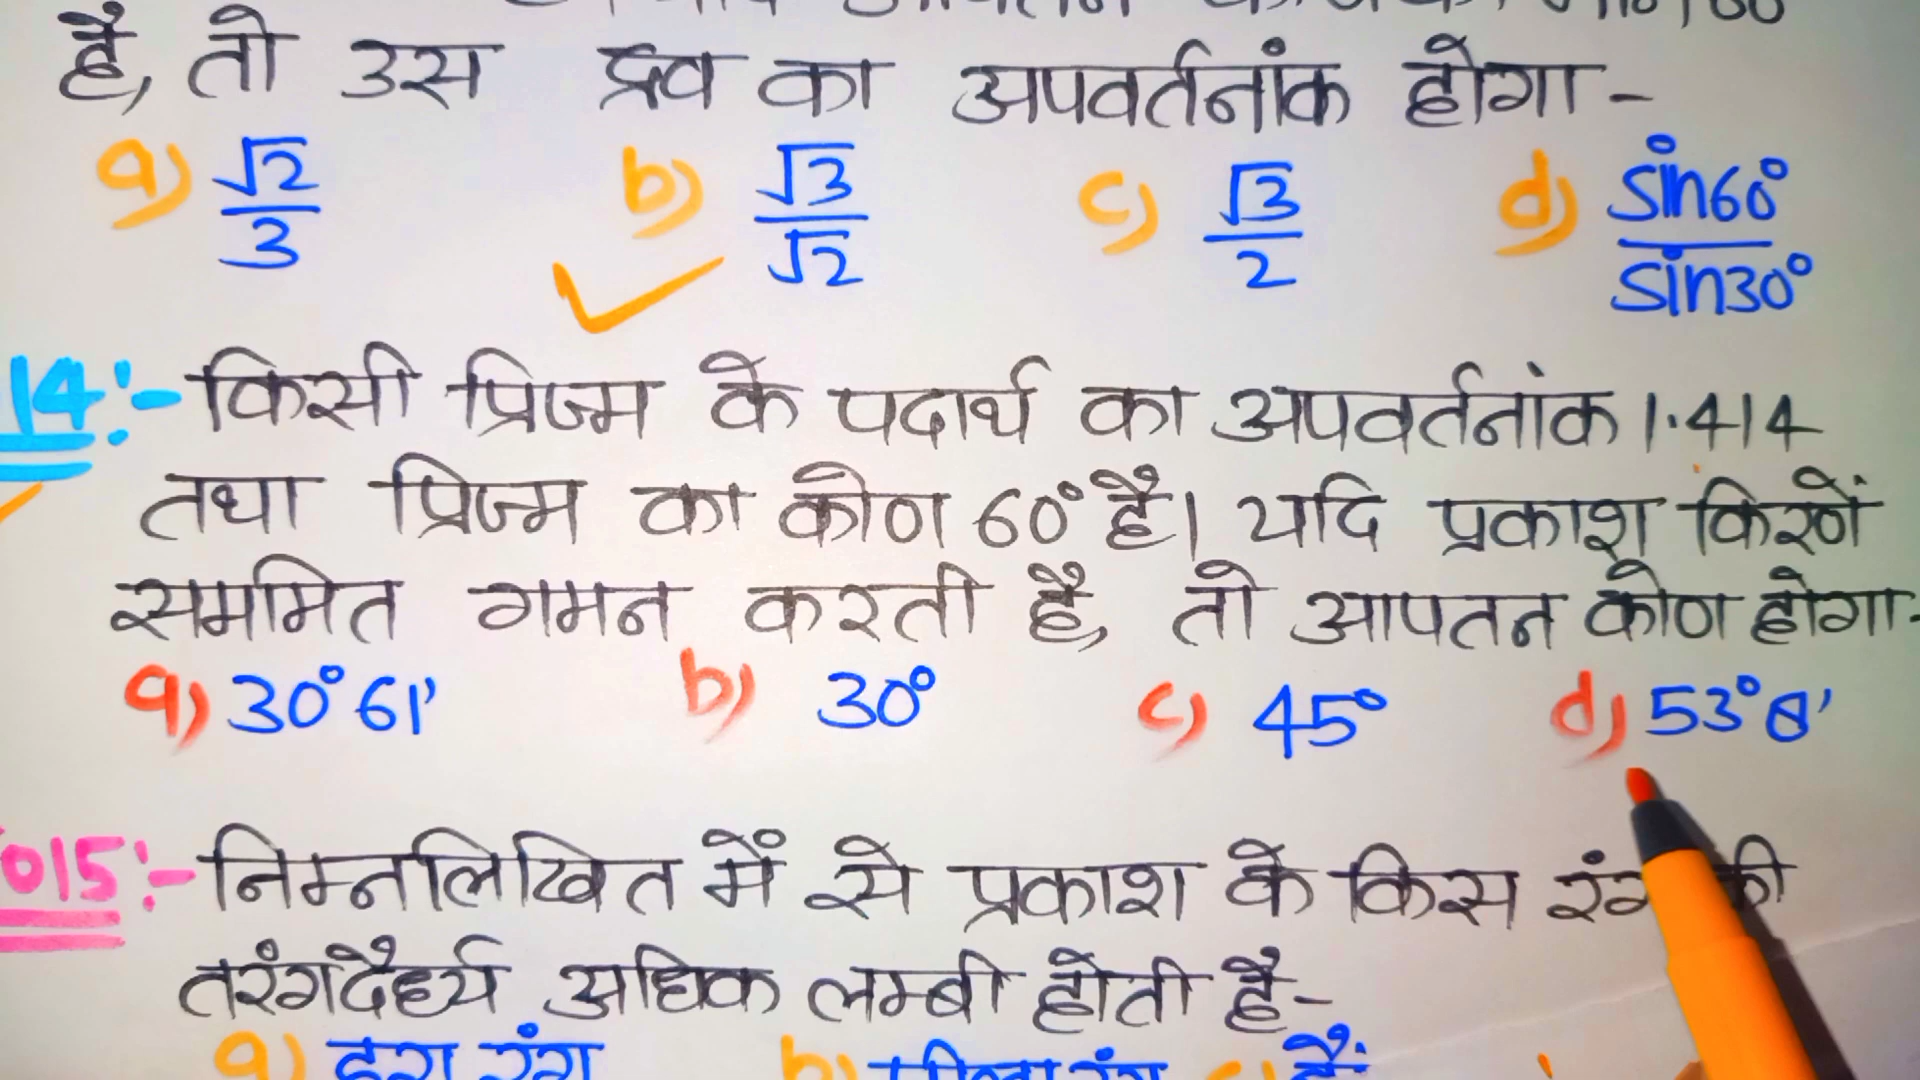 है, तो उस द्रव का अपवर्तनांक होगा -
a) √2/3 b) √3/√2 c) √3/2 d) sin60°/sin30°
14:- किसी प्रिज्म के पदार्थ का अपवर्तनांक 1.414
तथा प्रिज्म का कोण 60° है। यदि प्रकाश किरणें
सममित गमन करती है, तो आपतन कोण होगा-
a) 30°61' b) 30° c) 45° d) 53°8'
015:- निम्नलिखित में से प्रकाश के किस रंग की
तरंगदैर्ध्य अधिक लम्बी होती है-
a) हरा रंग b) पीला रंग c)